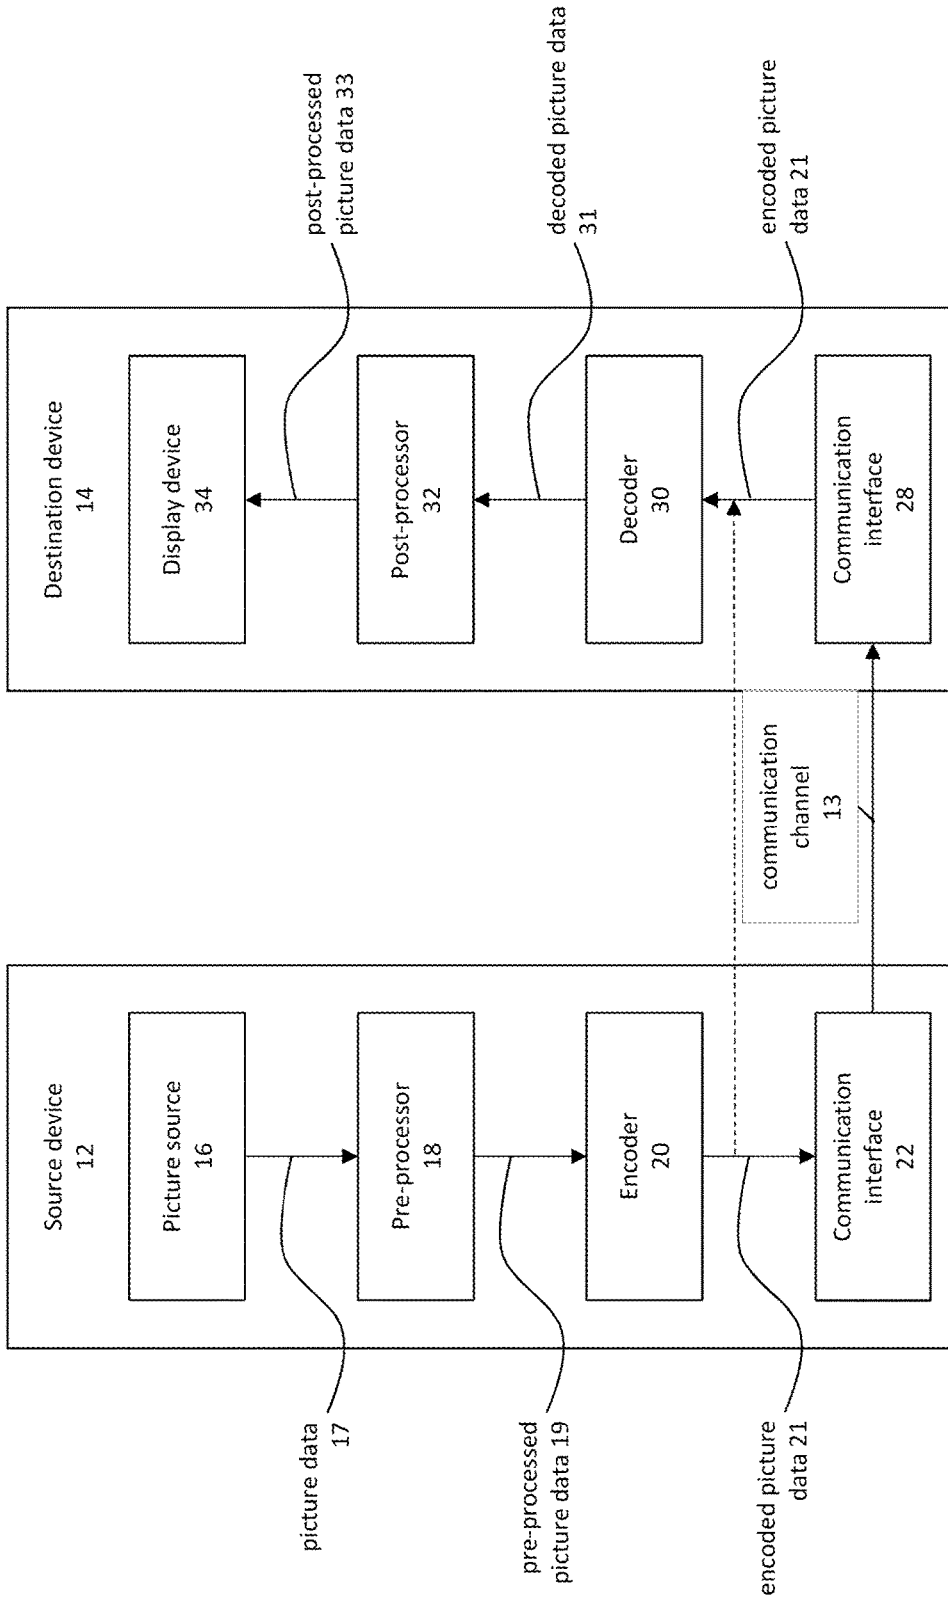 Source device
12
Picture source
16
picture data
17
Pre-processor
18
pre-processed
picture data 19
Encoder
20
encoded picture
data 21
Communication
interface
22
communication
channel
13
Destination device
14
Display device
34
post-processed
picture data 33
Post-processor
32
decoded picture data
31
Decoder
30
encoded picture
data 21
Communication
interface
28